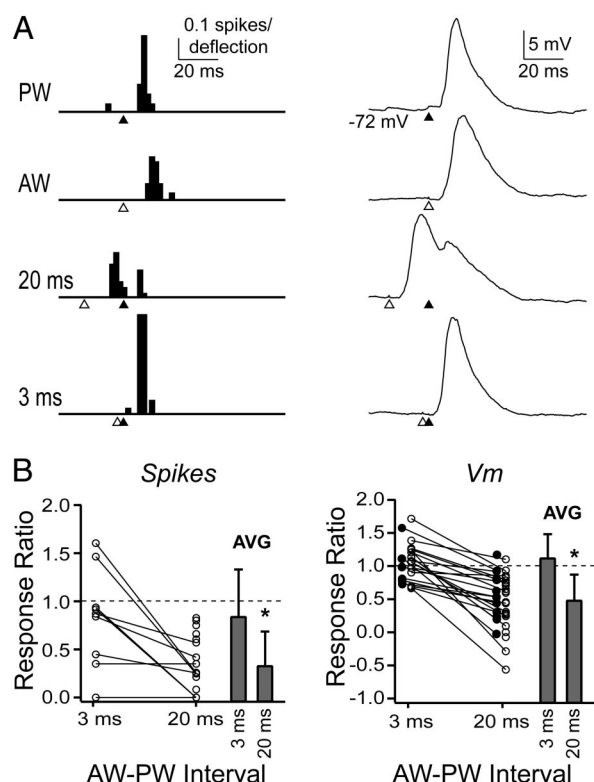 A
0.1 spikes/
deflection
20 ms
5 mV
20 ms
PW
-72 mV
AW
20 ms
3 ms
B
Spikes
Response Ratio
2.0
1.5
1.0
0.5
0.0
AVG
*
3 ms
20 ms
3 ms
20 ms
AW-PW Interval
Vm
Response Ratio
2.0
1.5
1.0
0.5
0.0
-0.5
-1.0
AVG
*
3 ms
20 ms
3 ms
20 ms
AW-PW Interval